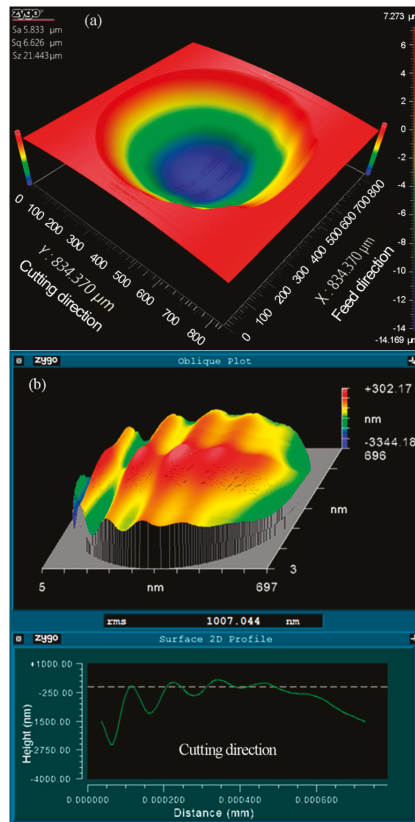 zygo
(a)
7.273 µm
Sa 5.833 µm
Sq 6.626 µm
Sz 21.443µm
6
4
2
0
-2
-4
-6
-8
-10
-12
-14
-14.169 µ
0 100 200 300 400 500 600 700 800
Y : 834.370 µm
Cutting direction
0 100 200 300 400 500 600 700 800
X : 834.370 µm
Feed direction
zygo Oblique Plot
(b)
+302.17
nm
-3344.18
696
nm
3
5 nm 697
rms 1007.044 nm
zygo Surface 2D Profile
+1000.00
-250.00
-1500.00
-2750.00
-4000.00
Height (nm)
Cutting direction
0.000000 0.000200 0.000400 0.000600
Distance (mm)